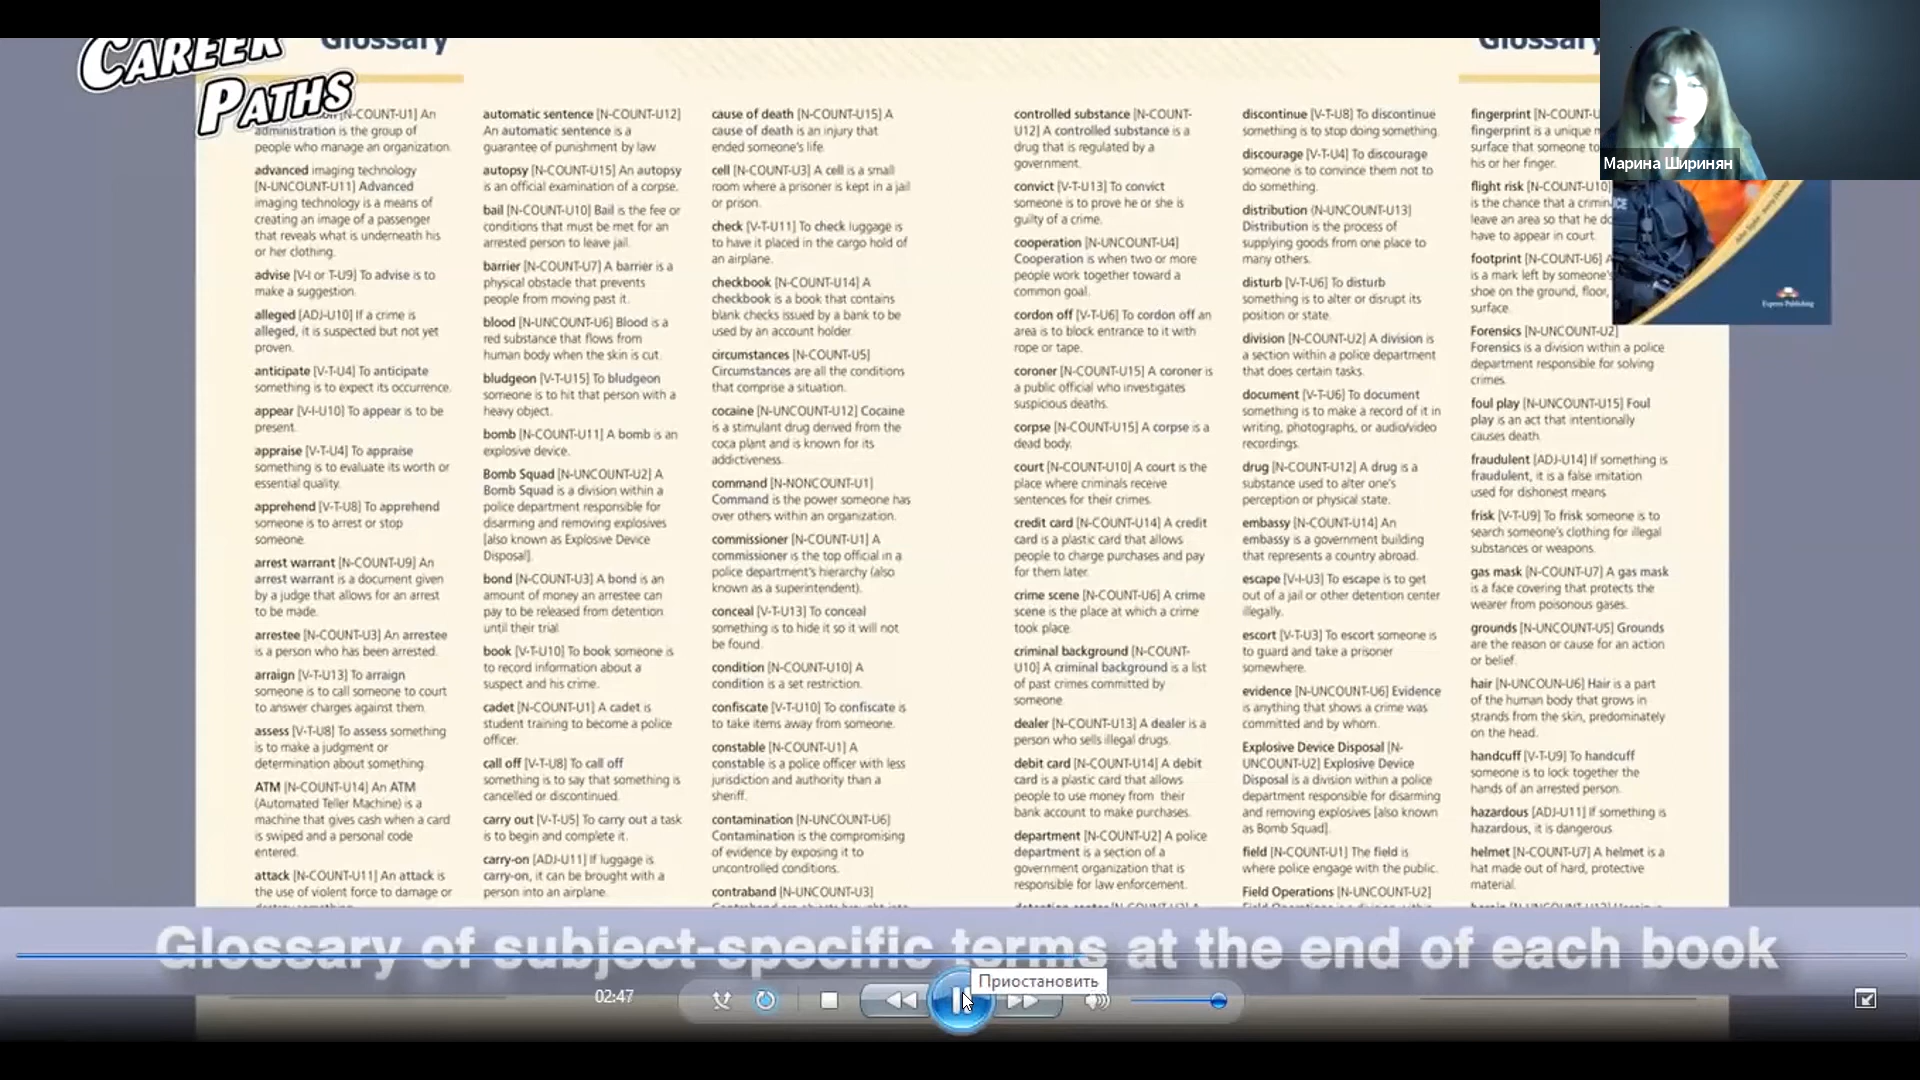 CAREER
PATHS
Glossary
Glossary
[N-COUNT-U1] An
administration is the group of
people who manage an organization.
advanced imaging technology
[N-UNCOUNT-U11] Advanced
imaging technology is a means of
creating an image of a passenger
that reveals what is underneath his
or her clothing.
advise [V-I or T-U9] To advise is to
make a suggestion.
alleged [ADJ-U10] If a crime is
alleged, it is suspected but not yet
proven.
anticipate [V-T-U4] To anticipate
something is to expect its occurrence.
appear [V-I-U10] To appear is to be
present.
appraise [V-T-U4] To appraise
something is to evaluate its worth or
essential quality.
apprehend [V-T-U8] To apprehend
someone is to arrest or stop
someone.
arrest warrant [N-COUNT-U9] An
arrest warrant is a document given
by a judge that allows for an arrest
to be made.
arrestee [N-COUNT-U3] An arrestee
is a person who has been arrested.
arraign [V-T-U13] To arraign
someone is to call someone to court
to answer charges against them.
assess [V-T-U8] To assess something
is to make a judgment or
determination about something.
ATM [N-COUNT-U14] An ATM
(Automated Teller Machine) is a
machine that gives cash when a card
is swiped and a personal code
entered.
attack [N-COUNT-U11] An attack is
the use of violent force to damage or
automatic sentence [N-COUNT-U12]
An automatic sentence is a
guarantee of punishment by law
autopsy [N-COUNT-U15] An autopsy
is an official examination of a corpse.
bail [N-COUNT-U10] Bail is the fee or
conditions that must be met for an
arrested person to leave jail.
barrier [N-COUNT-U7] A barrier is a
physical obstacle that prevents
people from moving past it.
blood [N-UNCOUNT-U6] Blood is a
red substance that flows from
human body when the skin is cut.
bludgeon [V-T-U15] To bludgeon
someone is to hit that person with a
heavy object.
bomb [N-COUNT-U11] A bomb is an
explosive device.
Bomb Squad [N-UNCOUNT-U2] A
Bomb Squad is a division within a
police department responsible for
disarming and removing explosives
[also known as Explosive Device
Disposal].
bond [N-COUNT-U3] A bond is an
amount of money an arrestee can
pay to be released from detention
until their trial.
book [V-T-U10] To book someone is
to record information about a
suspect and his crime.
cadet [N-COUNT-U1] A cadet is
student training to become a police
officer.
call off [V-T-U8] To call off
something is to say that something is
cancelled or discontinued.
carry out [V-T-U5] To carry out a task
is to begin and complete it.
carry-on [ADJ-U11] If luggage is
carry-on, it can be brought with a
person into an airplane.
cause of death [N-COUNT-U15] A
cause of death is an injury that
ended someone's life.
cell [N-COUNT-U3] A cell is a small
room where a prisoner is kept in a jail
or prison.
check [V-T-U11] To check luggage is
to have it placed in the cargo hold of
an airplane.
checkbook [N-COUNT-U14] A
checkbook is a book that contains
blank checks issued by a bank to be
used by an account holder.
circumstances [N-COUNT-U5]
Circumstances are all the conditions
that comprise a situation.
cocaine [N-UNCOUNT-U12] Cocaine
is a stimulant drug derived from the
coca plant and is known for its
addictiveness.
command [N-NONCOUNT-U1]
Command is the power someone has
over others within an organization.
commissioner [N-COUNT-U1] A
commissioner is the top official in a
police department's hierarchy (also
known as a superintendent).
conceal [V-T-U13] To conceal
something is to hide it so it will not
be found.
condition [N-COUNT-U10] A
condition is a set restriction.
confiscate [V-T-U10] To confiscate is
to take items away from someone.
constable [N-COUNT-U1] A
constable is a police officer with less
jurisdiction and authority than a
sheriff.
contamination [N-UNCOUNT-U6]
Contamination is the compromising
of evidence by exposing it to
uncontrolled conditions.
contraband [N-UNCOUNT-U3]
controlled substance [N-COUNT-
U12] A controlled substance is a
drug that is regulated by a
government.
convict [V-T-U13] To convict
someone is to prove he or she is
guilty of a crime.
cooperation [N-UNCOUNT-U4]
Cooperation is when two or more
people work together toward a
common goal.
cordon off [V-T-U6] To cordon off an
area is to block entrance to it with
rope or tape.
coroner [N-COUNT-U15] A coroner is
a public official who investigates
suspicious deaths.
corpse [N-COUNT-U15] A corpse is a
dead body.
court [N-COUNT-U10] A court is the
place where criminals receive
sentences for their crimes.
credit card [N-COUNT-U14] A credit
card is a plastic card that allows
people to charge purchases and pay
for them later.
crime scene [N-COUNT-U6] A crime
scene is the place at which a crime
took place.
criminal background [N-COUNT-
U10] A criminal background is a list
of past crimes committed by
someone.
dealer [N-COUNT-U13] A dealer is a
person who sells illegal drugs.
debit card [N-COUNT-U14] A debit
card is a plastic card that allows
people to use money from their
bank account to make purchases.
department [N-COUNT-U2] A police
department is a section of a
government organization that is
responsible for law enforcement.
discontinue [V-T-U8] To discontinue
something is to stop doing something.
discourage [V-T-U4] To discourage
someone is to convince them not to
do something.
distribution (N-UNCOUNT-U13]
Distribution is the process of
supplying goods from one place to
many others.
disturb [V-T-U6] To disturb
something is to alter or disrupt its
position or state.
division [N-COUNT-U2] A division is
a section within a police department
that does certain tasks.
document [V-T-U6] To document
something is to make a record of it in
writing, photographs, or audio/video
recordings.
drug [N-COUNT-U12] A drug is a
substance used to alter one's
perception or physical state.
embassy [N-COUNT-U14] An
embassy is a government building
that represents a country abroad.
escape [V-I-U3] To escape is to get
out of a jail or other detention center
illegally.
escort [V-T-U3] To escort someone is
to guard and take a prisoner
somewhere.
evidence [N-UNCOUNT-U6] Evidence
is anything that shows a crime was
committed and by whom.
Explosive Device Disposal [N-
UNCOUNT-U2] Explosive Device
Disposal is a division within a police
department responsible for disarming
and removing explosives [also known
as Bomb Squad].
field [N-COUNT-U1] The field is
where police engage with the public.
Field Operations [N-UNCOUNT-U2]
fingerprint [N-COUNT-U
fingerprint is a unique
surface that someone to
his or her finger.
flight risk [N-COUNT-U10]
is the chance that a crimin
leave an area so that he do
have to appear in court.
footprint [N-COUNT-U6] A
is a mark left by someone's
shoe on the ground, floor,
surface.
Forensics [N-UNCOUNT-U2]
Forensics is a division within a police
department responsible for solving
crimes.
foul play [N-UNCOUNT-U15] Foul
play is an act that intentionally
causes death.
fraudulent [ADJ-U14] If something is
fraudulent, it is a false imitation
used for dishonest means.
frisk [V-T-U9] To frisk someone is to
search someone's clothing for illegal
substances or weapons.
gas mask [N-COUNT-U7] A gas mask
is a face covering that protects the
wearer from poisonous gases.
grounds [N-UNCOUNT-U5] Grounds
are the reason or cause for an action
or belief.
hair [N-UNCOUN-U6] Hair is a part
of the human body that grows in
strands from the skin, predominately
on the head.
handcuff [V-T-U9] To handcuff
someone is to lock together the
hands of an arrested person.
hazardous [ADJ-U11] If something is
hazardous, it is dangerous
helmet [N-COUNT-U7] A helmet is a
hat made out of hard, protective
material.
Марина Ширинян
Express Publishing
Glossary of subject-specific terms at the end of each book
Приостановить
02:47